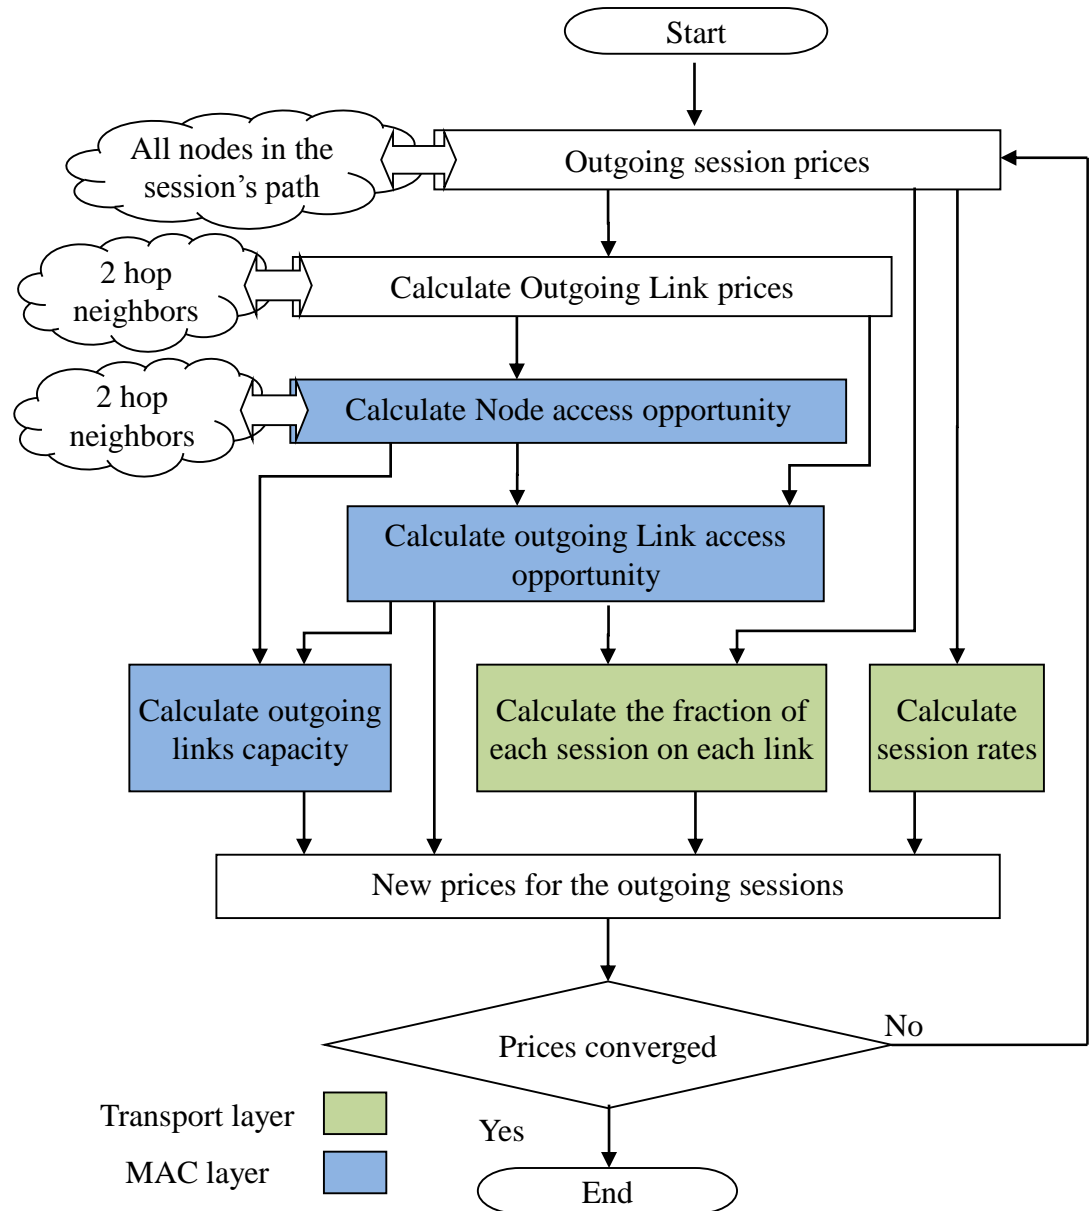 Start
All nodes in the
session's path
Outgoing session prices
2 hop
neighbors
Calculate Outgoing Link prices
2 hop
neighbors
Calculate Node access opportunity
Calculate outgoing Link access
opportunity
Calculate outgoing
links capacity
Calculate the fraction of
each session on each link
Calculate
session rates
New prices for the outgoing sessions
Prices converged
No
Transport layer
Yes
MAC layer
End